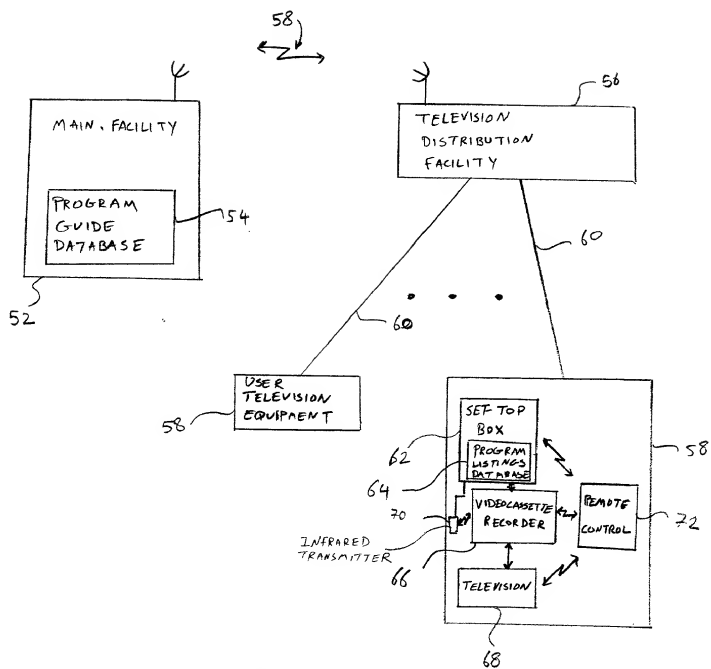 58
MAIN. FACILITY
PROGRAM
GUIDE
DATABASE
54
52
56
TELEVISION
DISTRIBUTION
FACILITY
60
60
USER
TELEVISION
EQUIPMENT
58
58
SET-TOP
BOX
62
PROGRAM
LISTINGS
DATABASE
64
70
VIDEOCASSETTE
RECORDER
REMOTE
CONTROL
72
INFRARED
TRANSMITTER
66
TELEVISION
68